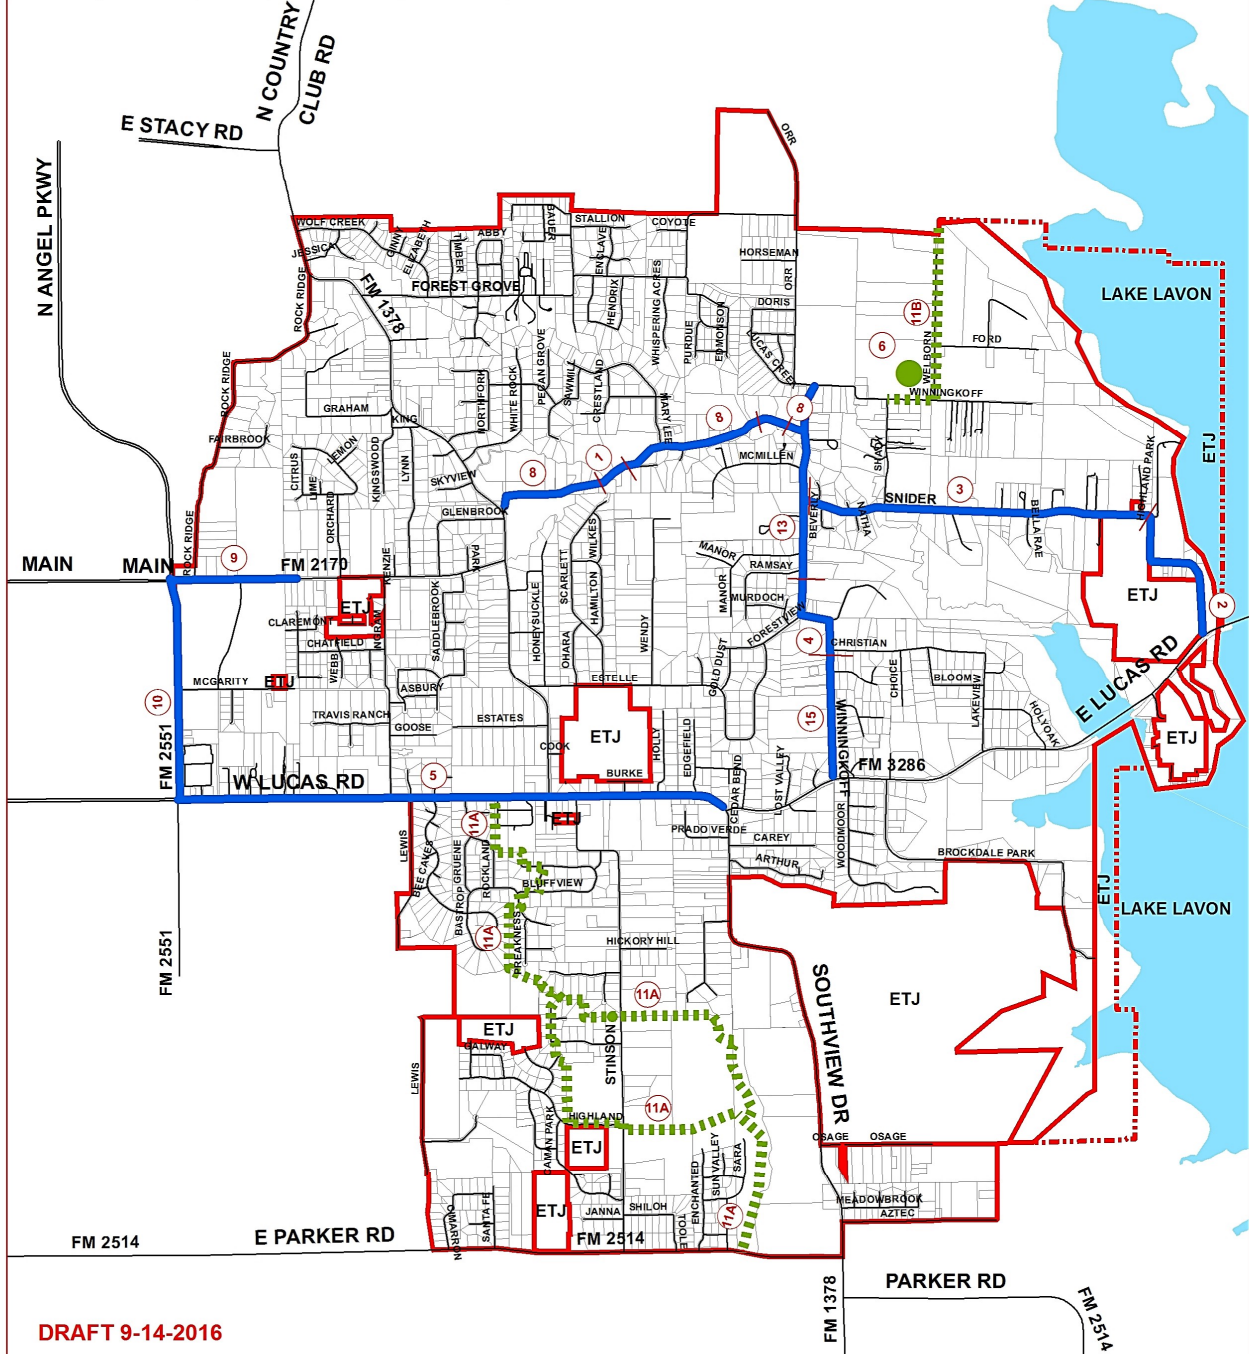 N COUNTRY
CLUB RD
E STACY RD
N ANGEL PKWY
ORR
WOLF CREEK
JESSICA
GINNY
ELIZABETH
TIMBER
ABBY
BAUER
STALLION
ENCLAVE
COYOTE
HORSEMAN
ORR
DORIS
LAKE LAVON
ROCK RIDGE
FM 1378
FOREST GROVE
HENDRIX
WHISPERING ACRES
PURDUE
EDMONSON
LUCAS CREEK
11B
6
FORD
WELBORN
WINNINGKOFF
ROCK RIDGE
GRAHAM
KING
NORTHFORK
WHITE ROCK
PECAN GROVE
SAWMILL
CRESTLAND
MARY LEE
8
8
ETJ
FAIRBROOK
CITRUS
LEMON
LIME
ORCHARD
KINGSWOOD
LYNN
SKYVIEW
8
1
MCMILLEN
SHADY
HIGHLAND PARK
GLENBROOK
BEVERLY
NATHA
SNIDER
3
BELLA RAE
ROCK RIDGE
MAIN
MAIN
9
FM 2170
KENZIE
PARK
WILKES
SCARLETT
HAMILTON
HONEYSUCKLE
OHARA
WENDY
MANOR
RAMSAY
MANOR
MURDOCH
FORESTVIEW
13
ETJ
2
ETJ
CLAREMONT
CHATFIELD
INGRAM
WEBB
SADDLEBROOK
GOLD DUST
4
CHRISTIAN
CHOICE
BLOOM
LAKEVIEW
HOLYOAK
E LUCAS RD
MCGARITY
ETJ
ASBURY
ESTELLE
10
FM 2551
TRAVIS RANCH
GOOSE
ESTATES
COOK
ETJ
BURKE
HOLLY
EDGEFIELD
CEDAR BEND
LOST VALLEY
15
WINNINGKOFF
FM 3286
ETJ
W LUCAS RD
5
LEWIS
11A
ETJ
PRADO VERDE
CAREY
ARTHUR
WOODMOOR
BROCKDALE PARK
BEE CAVES
BASTROP
GRUENE
ROCKLAND
BLUFFVIEW
ETJ
LAKE LAVON
FM 2551
11A
PREAKNESS
HICKORY HILL
11A
ETJ
SOUTHVIEW DR
ETJ
GALWAY
STINSON
LEWIS
11A
HIGHLAND
CAMAN PARK
ETJ
OSAGE
OSAGE
SUNVALLEY
SARA
ENCHANTED
MEADOWBROOK
AZTEC
CIMARRON
SANTA FE
ETJ
JANNA
SHILOH
TOOLE
11A
FM 2514
E PARKER RD
FM 2514
PARKER RD
FM 1378
FM 2514
DRAFT 9-14-2016